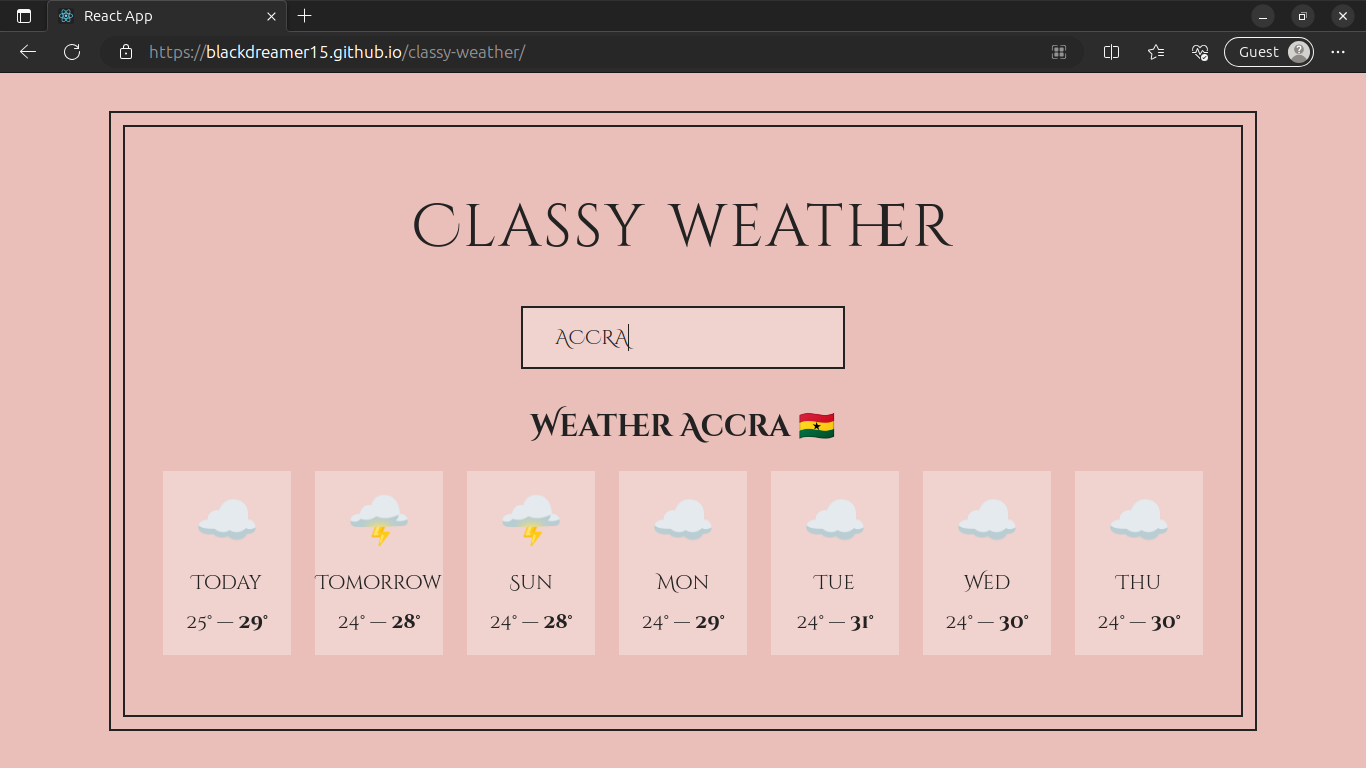 React App
https://blackdreamer15.github.io/classy-weather/
Guest
CLASSY WEATHER
ACCRA
WEATHER ACCRA
TODAY
25° — 29°
TOMORROW
24° — 28°
SUN
24° — 28°
MON
24° — 29°
TUE
24° — 31°
WED
24° — 30°
THU
24° — 30°